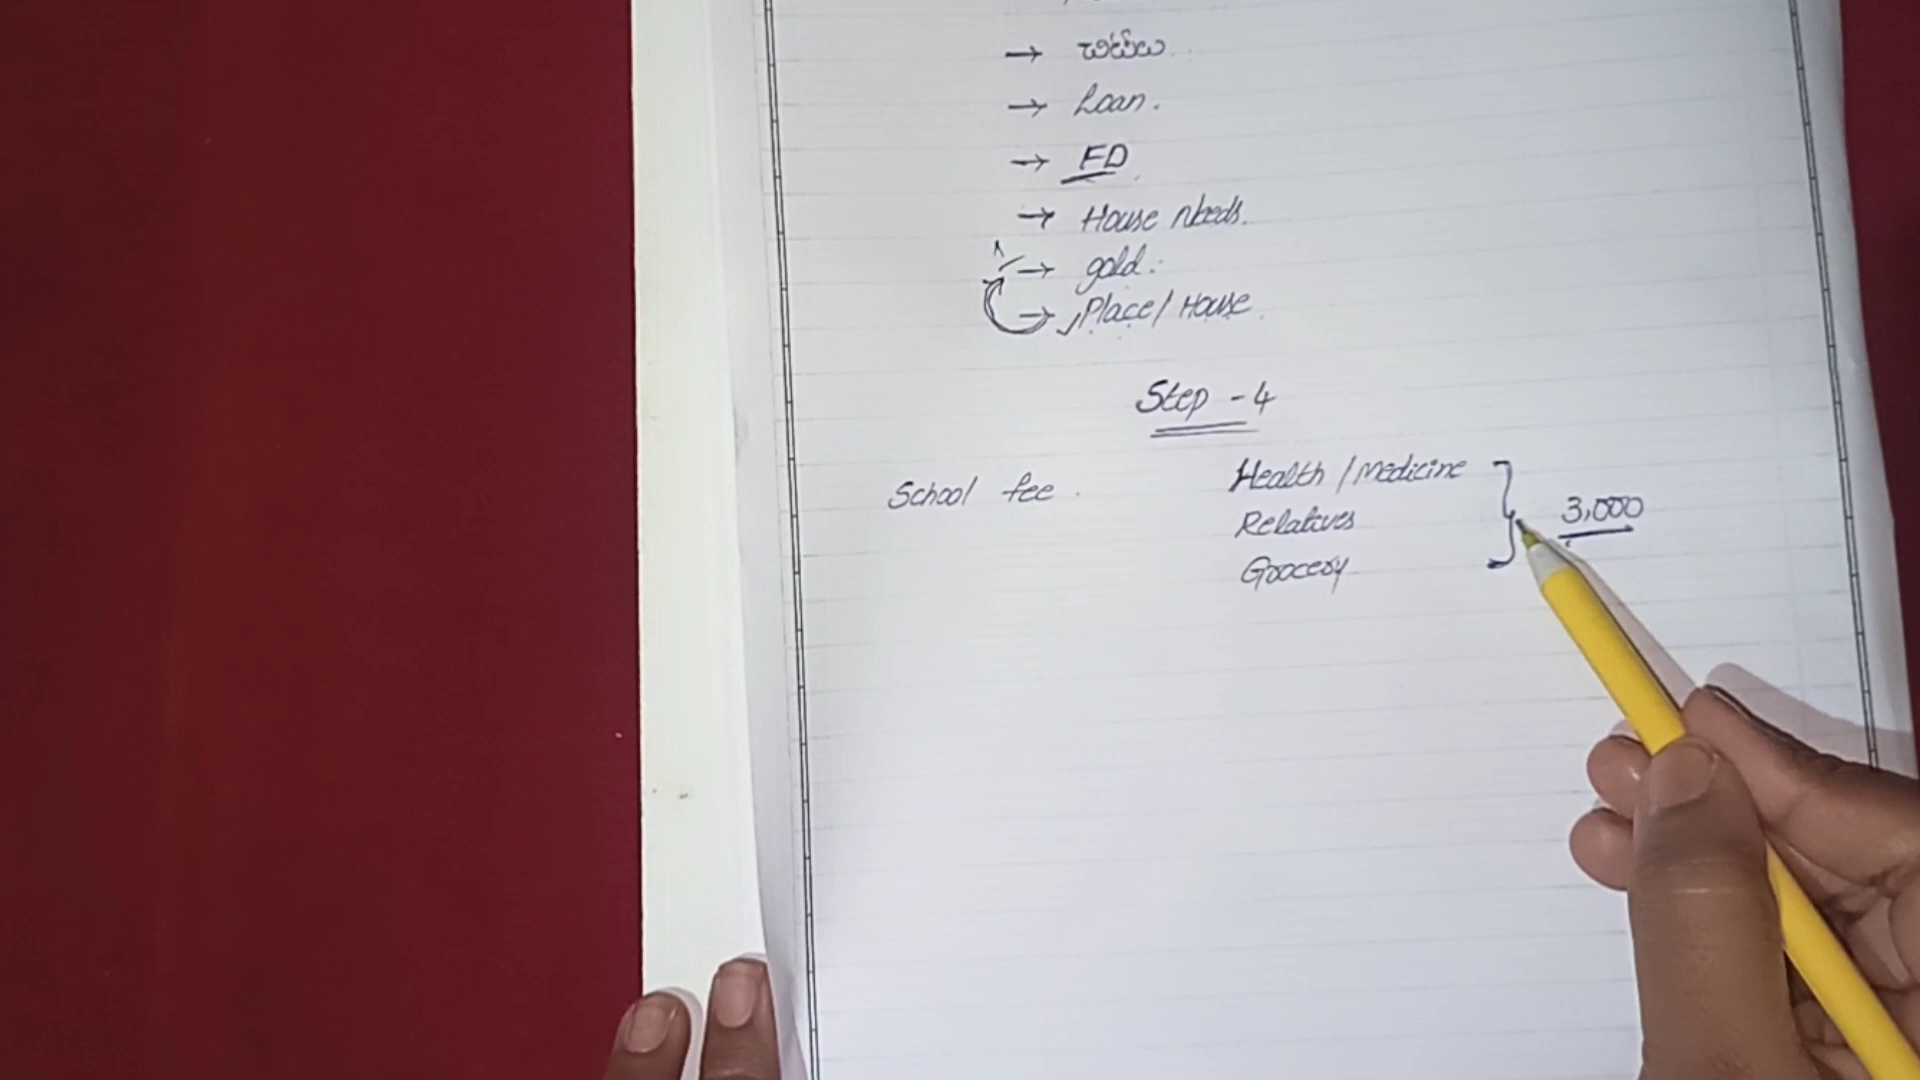 → చీటీలు
→ Loan.
→ FD
→ House needs.
→ gold.
→ Place / House.
Step - 4
School fee.
Health / Medicine
Relatives
Grocery
3,000